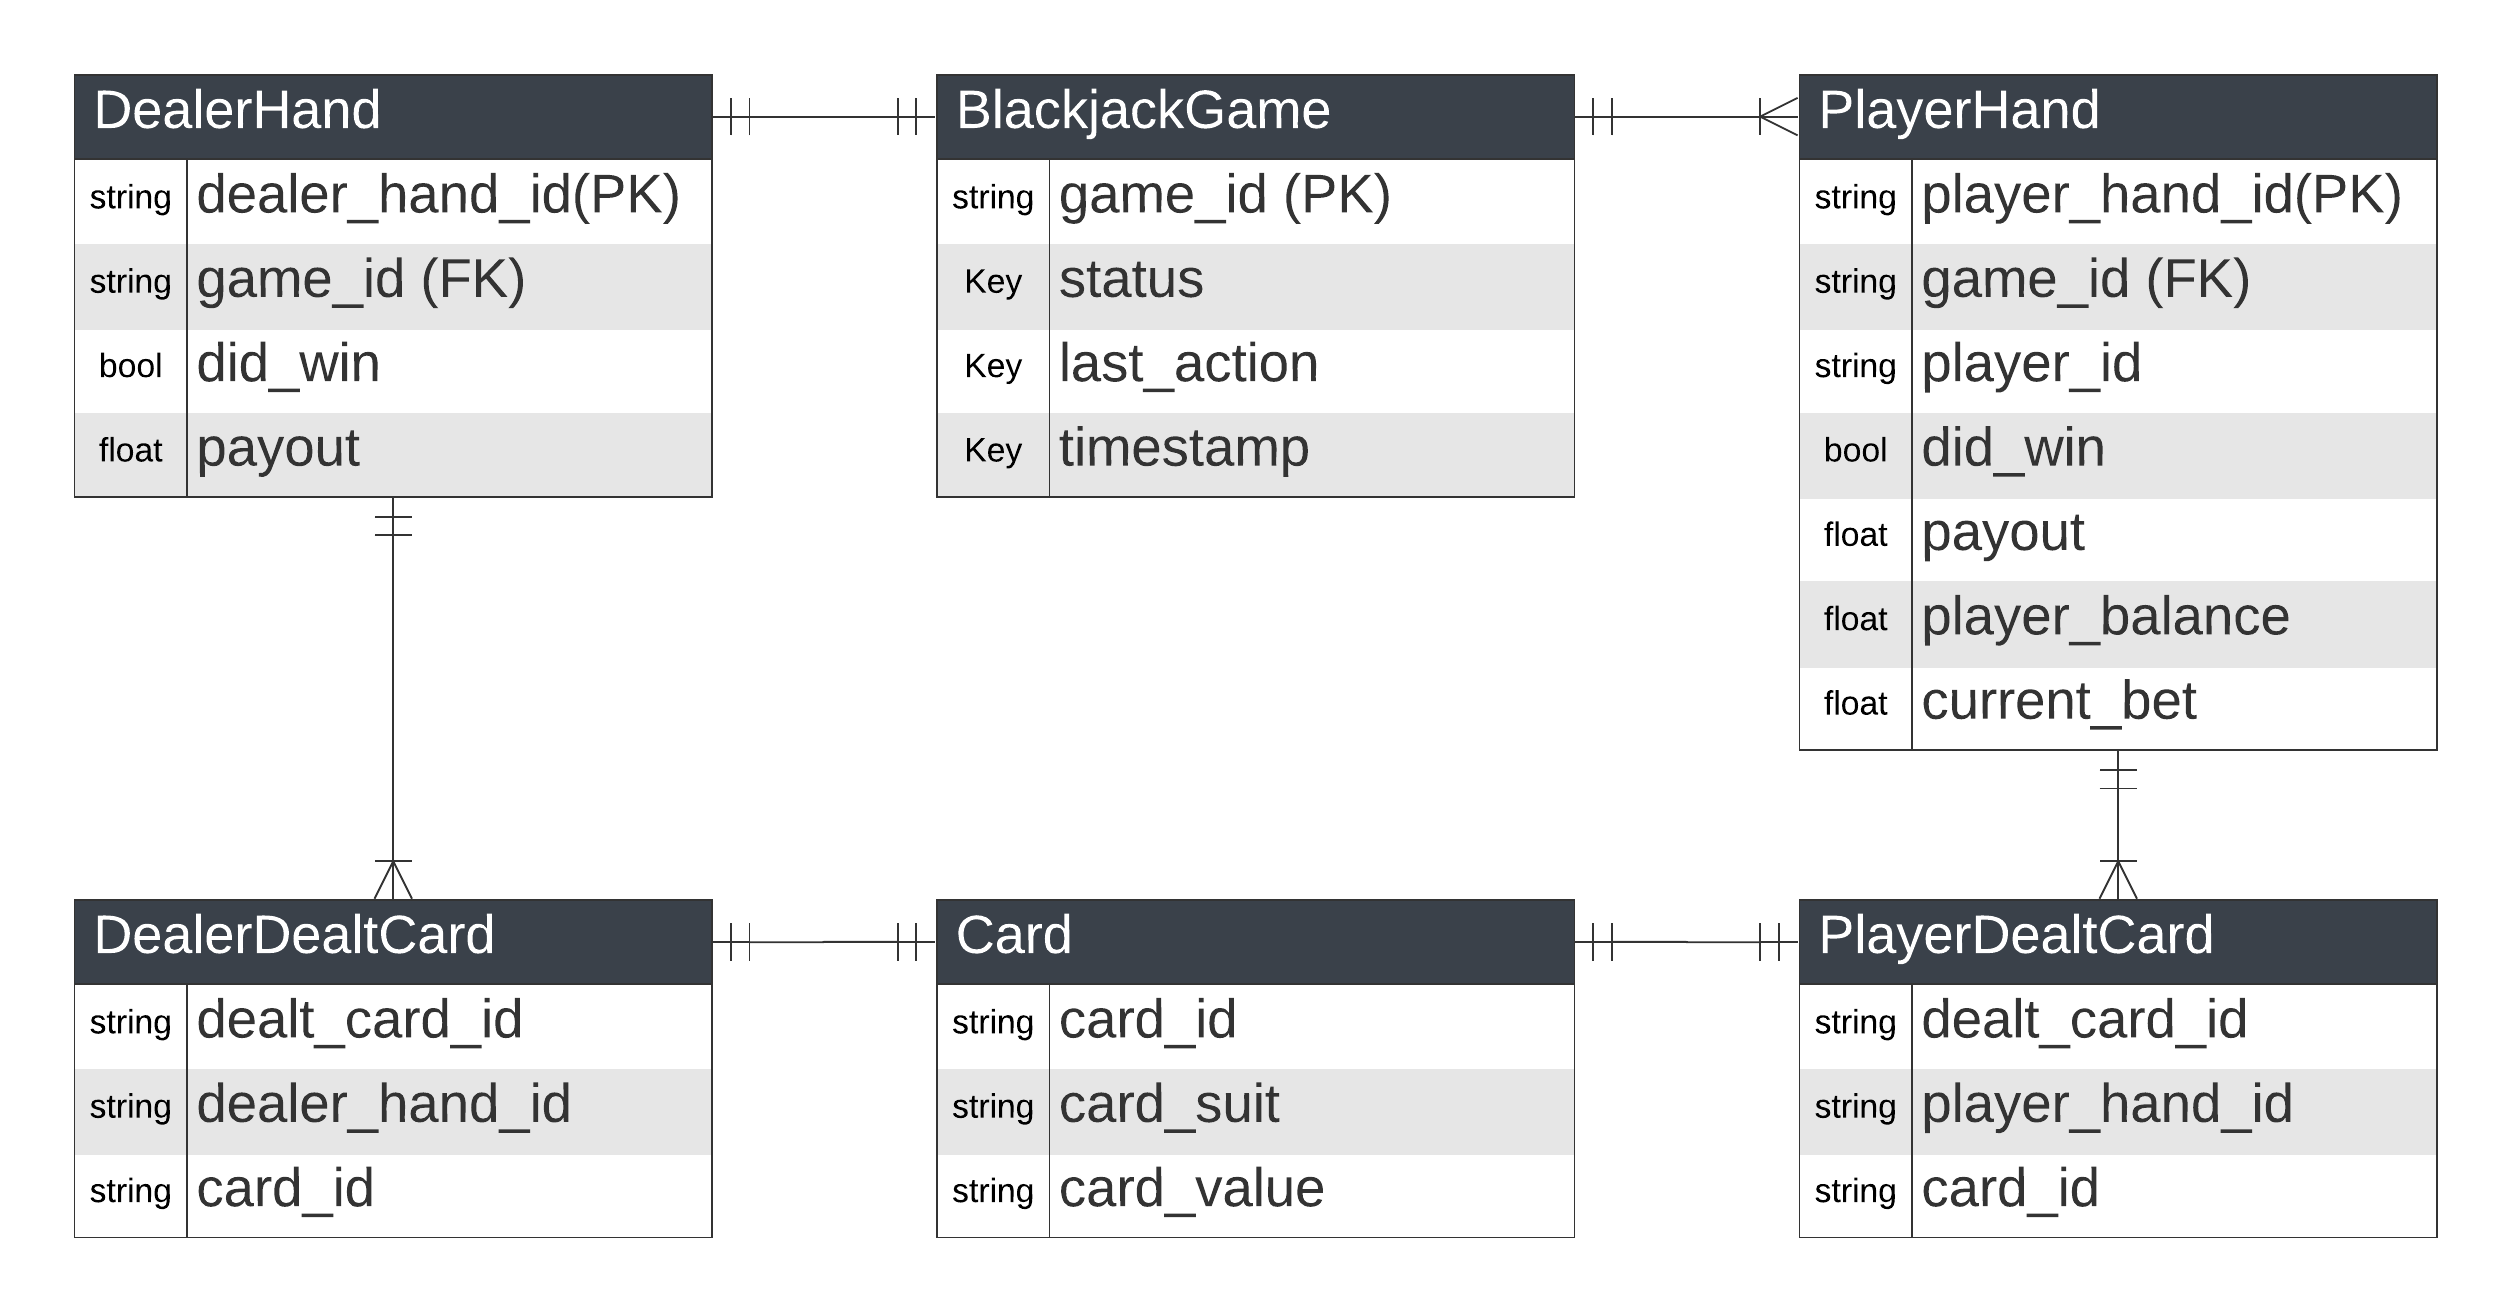 DealerHand
string dealer_hand_id(PK)
string game_id (FK)
bool did_win
float payout
BlackjackGame
string game_id (PK)
Key status
Key last_action
Key timestamp
PlayerHand
string player_hand_id(PK)
string game_id (FK)
string player_id
bool did_win
float payout
float player_balance
float current_bet
DealerDealtCard
string dealt_card_id
string dealer_hand_id
string card_id
Card
string card_id
string card_suit
string card_value
PlayerDealtCard
string dealt_card_id
string player_hand_id
string card_id